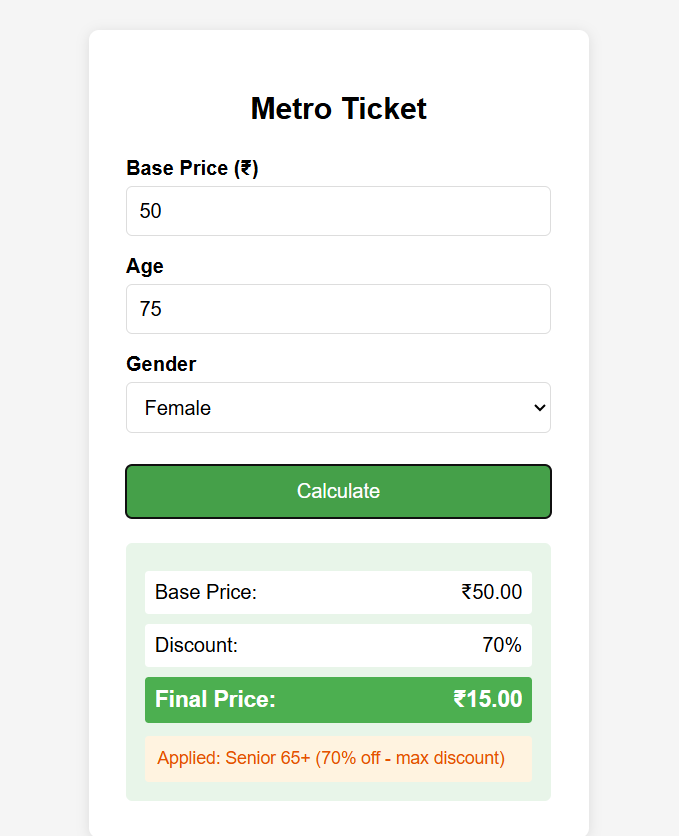 Metro Ticket
Base Price (₹)
50
Age
75
Gender
Female
Calculate
Base Price: ₹50.00
Discount: 70%
Final Price: ₹15.00
Applied: Senior 65+ (70% off - max discount)